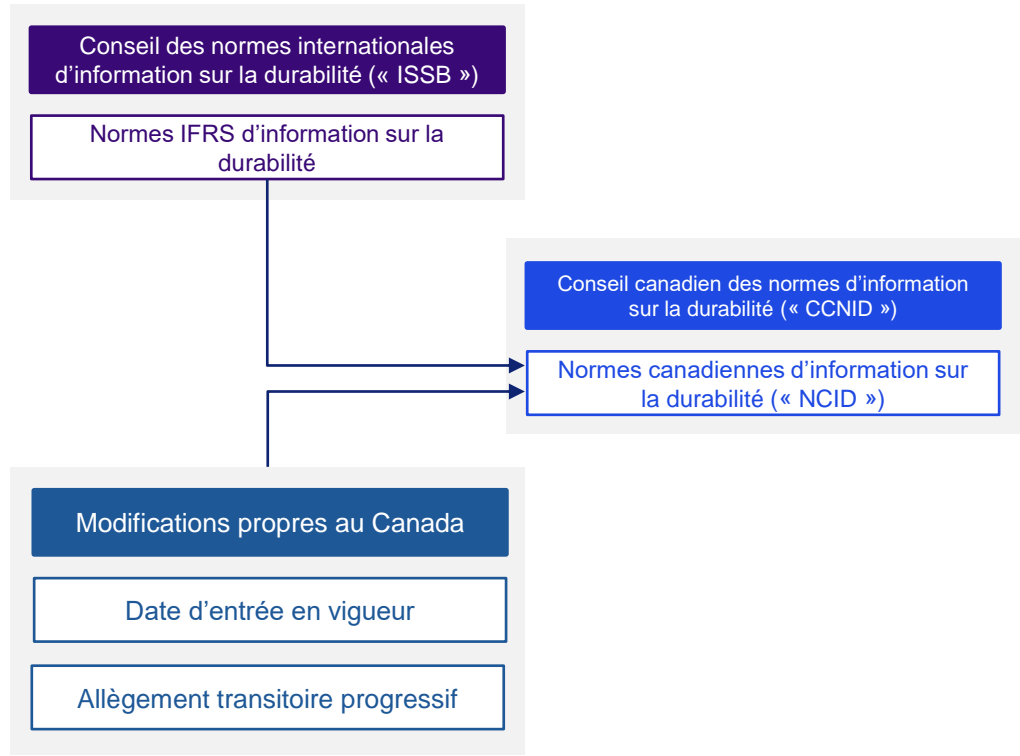 Conseil des normes internationales
d’information sur la durabilité (« ISSB »)
Normes IFRS d’information sur la
durabilité
Conseil canadien des normes d’information
sur la durabilité (« CCNID »)
Normes canadiennes d’information sur
la durabilité (« NCID »)
Modifications propres au Canada
Date d’entrée en vigueur
Allègement transitoire progressif